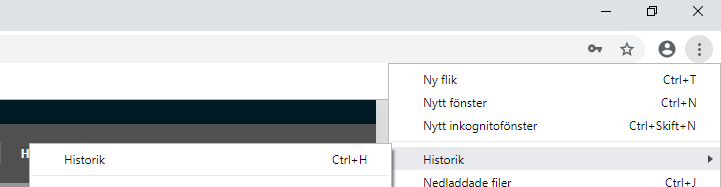 Ny flik Ctrl+T
Nytt fönster Ctrl+N
Nytt inkognitofönster Ctrl+Skift+N
H
Historik Ctrl+H
Historik
Nedladdade filer Ctrl+J